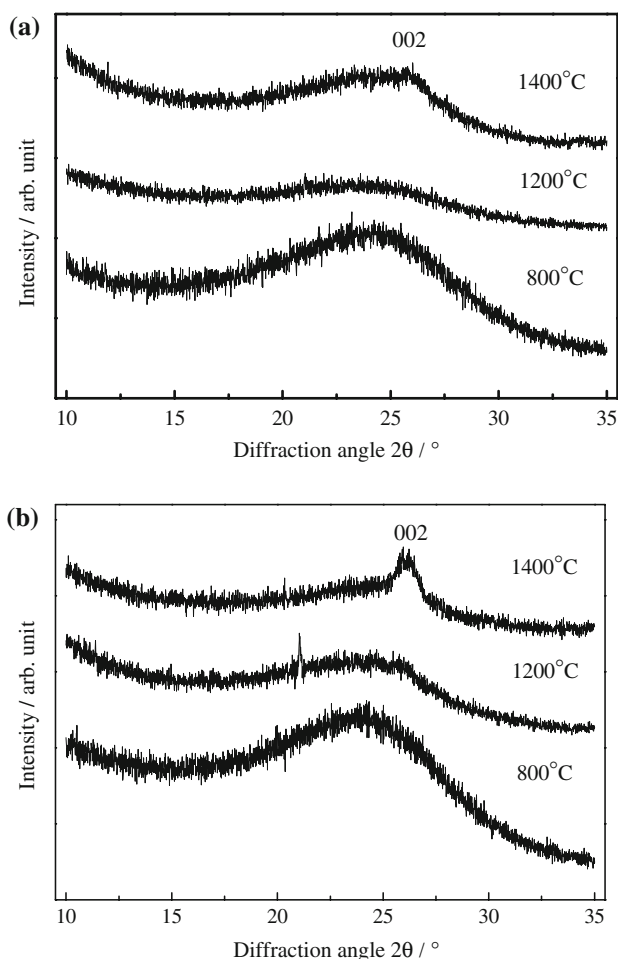 (a)
002
1400°C
1200°C
800°C
Intensity / arb. unit
10 15 20 25 30 35
Diffraction angle 2θ / °
(b)
002
1400°C
1200°C
800°C
Intensity / arb. unit
10 15 20 25 30 35
Diffraction angle 2θ / °